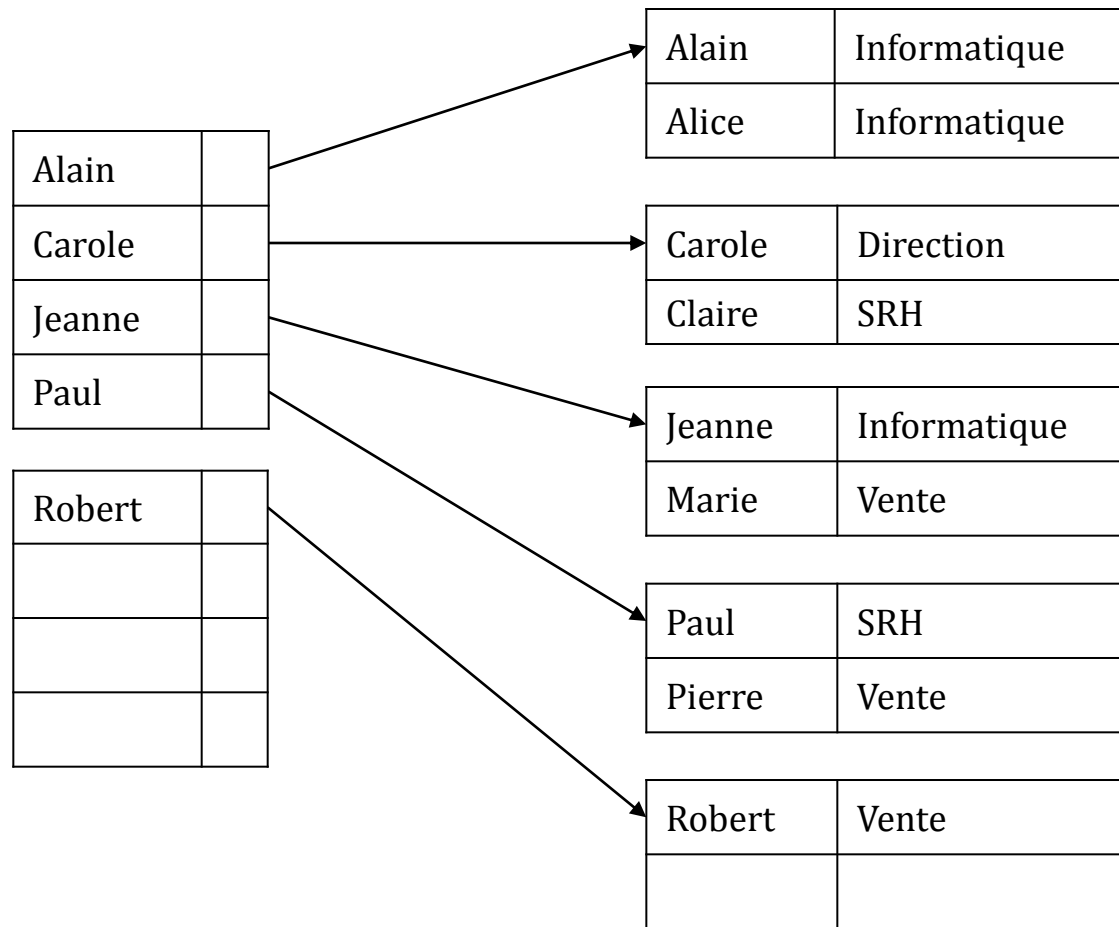 Alain
Carole
Jeanne
Paul
Robert
Alain Informatique
Alice Informatique
Carole Direction
Claire SRH
Jeanne Informatique
Marie Vente
Paul SRH
Pierre Vente
Robert Vente